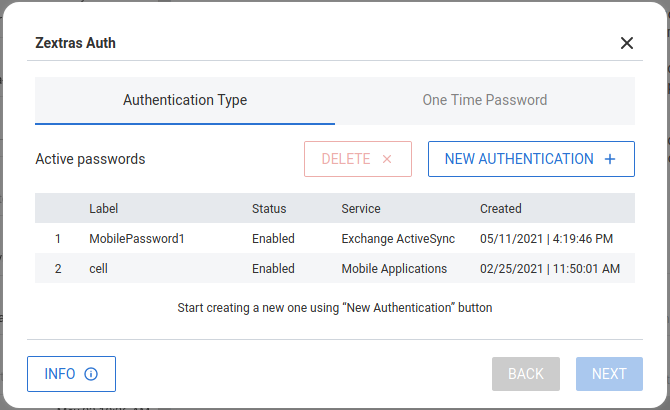 Zextras Auth
Authentication Type One Time Password
Active passwords DELETE NEW AUTHENTICATION
Label Status Service Created
1 MobilePassword1 Enabled Exchange ActiveSync 05/11/2021 | 4:19:46 PM
2 cell Enabled Mobile Applications 02/25/2021 | 11:50:01 AM
Start creating a new one using “New Authentication” button
INFO BACK NEXT